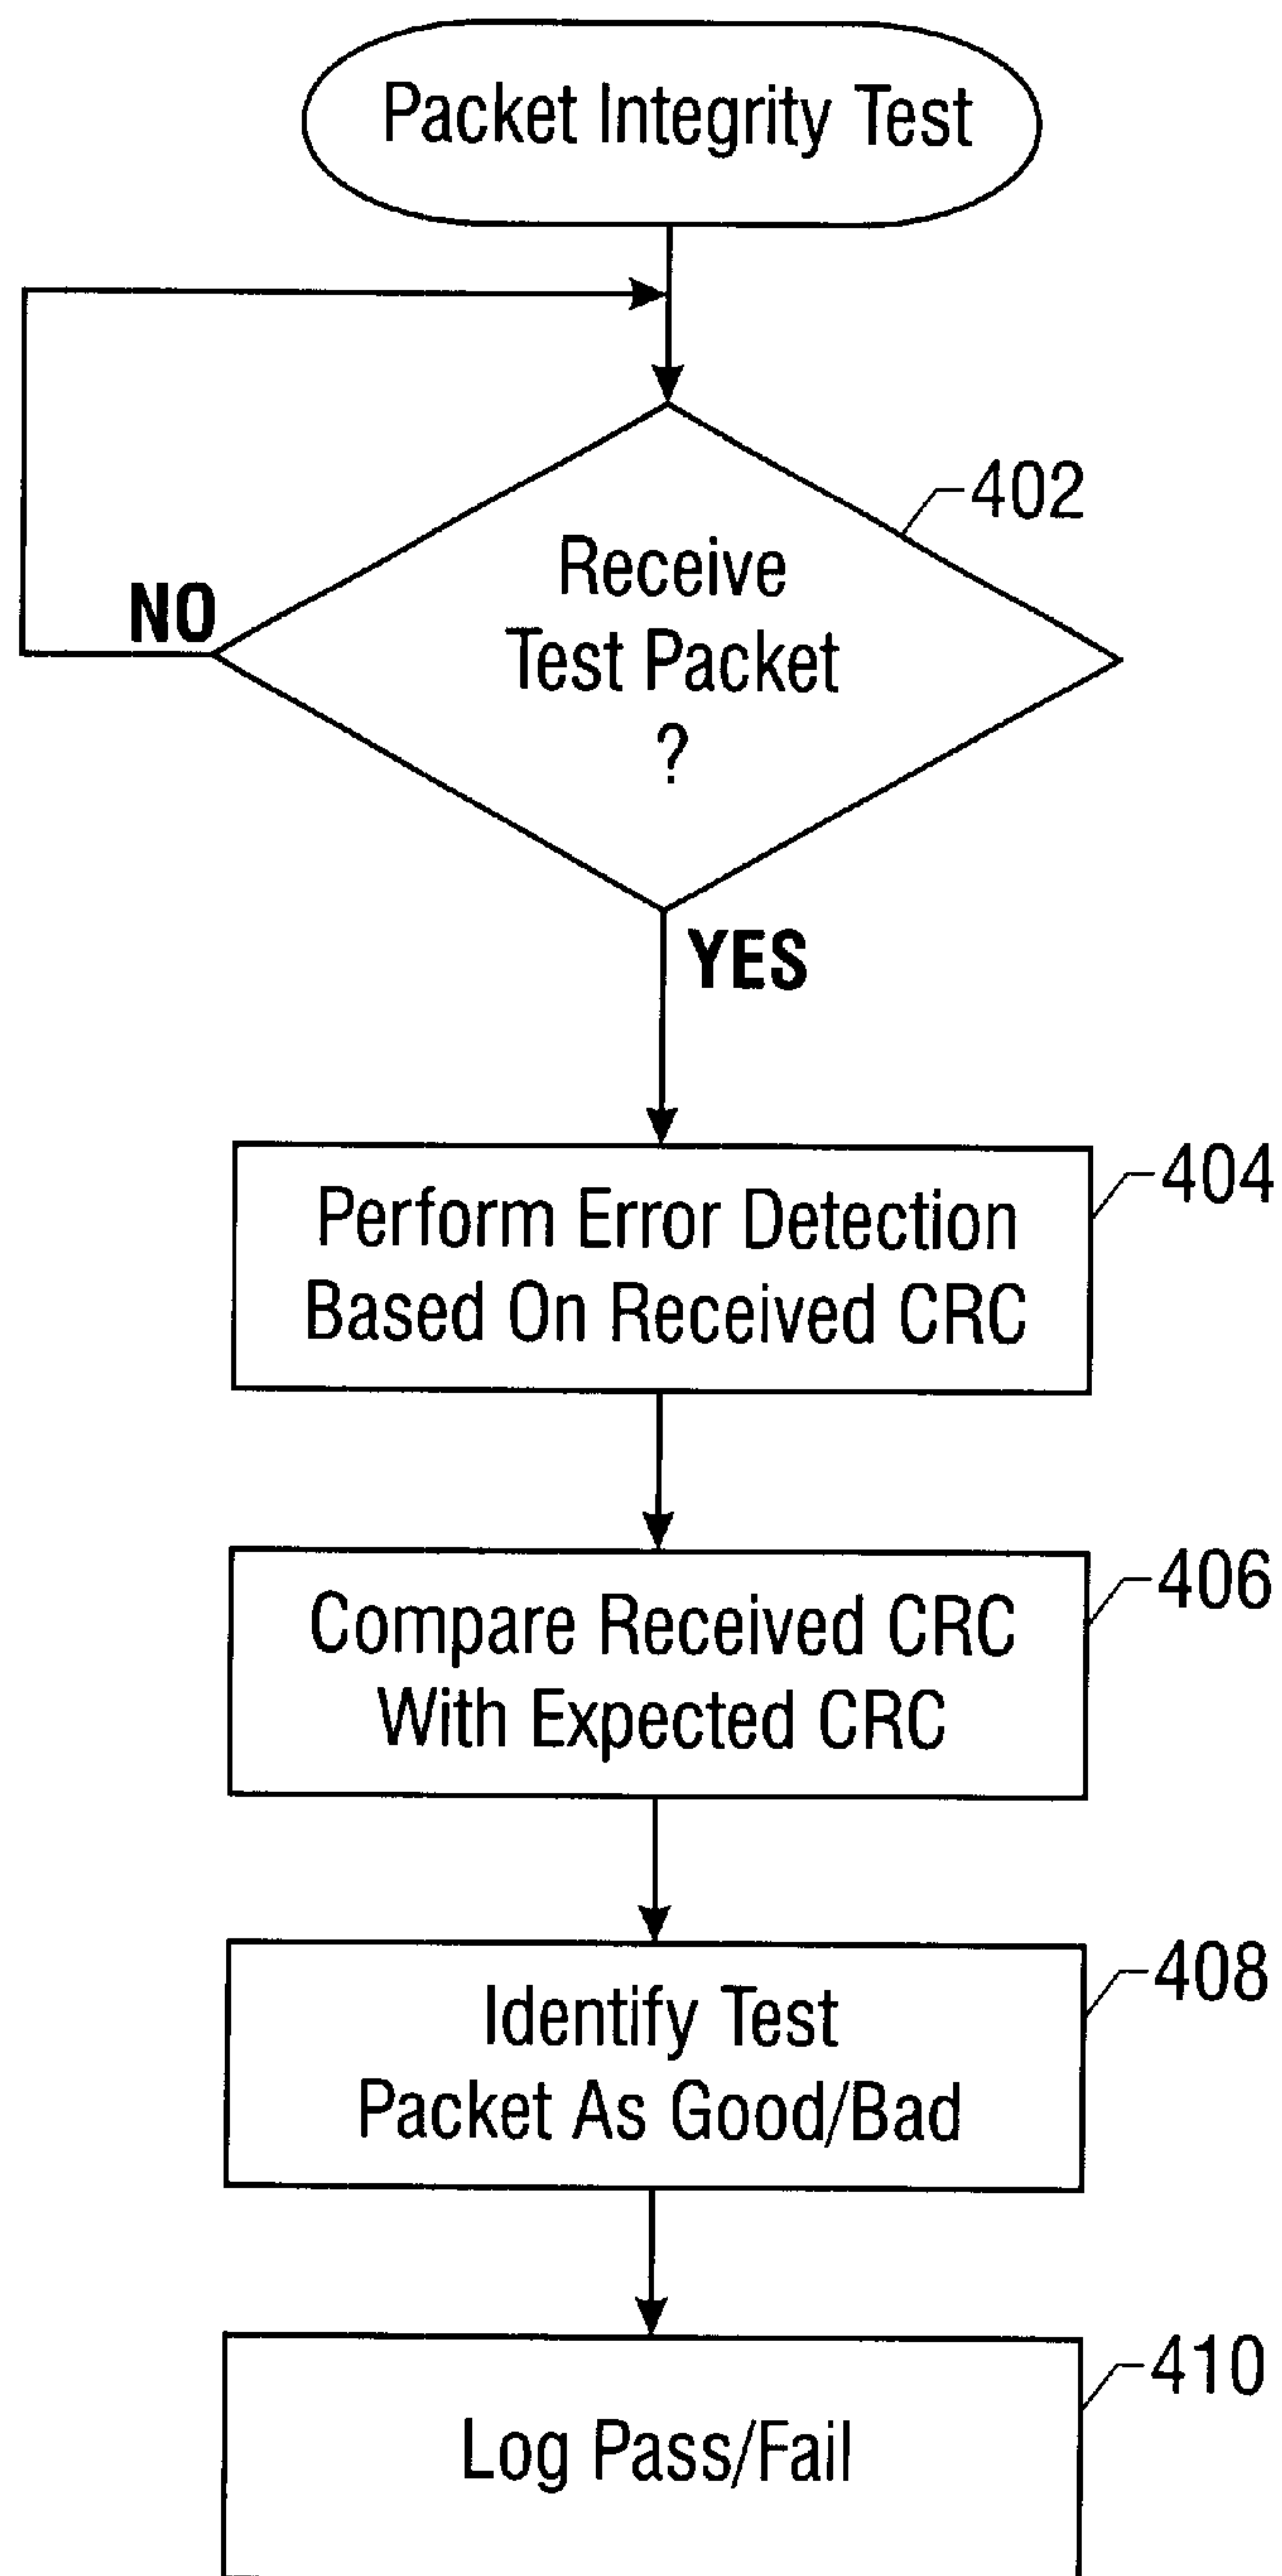 Packet Integrity Test
402
Receive
Test Packet
?
NO
YES
404
Perform Error Detection
Based On Received CRC
406
Compare Received CRC
With Expected CRC
408
Identify Test
Packet As Good/Bad
410
Log Pass/Fail